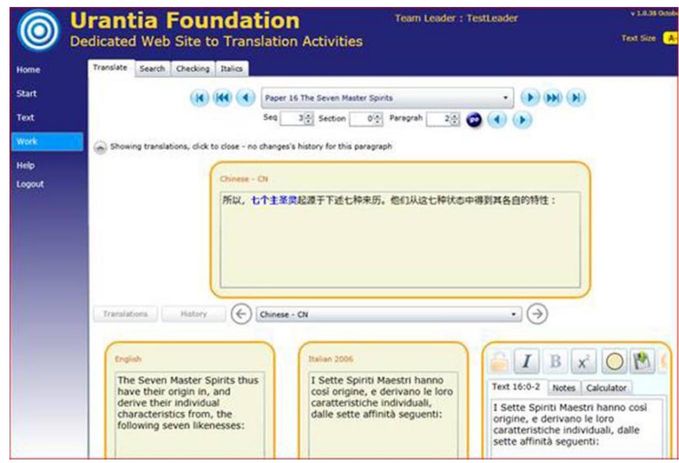 Urantia Foundation
Team Leader : TestLeader
v 1.0.35 Octobe
Dedicated Web Site to Translation Activities
Text Size A-
Home
Translate Search Checking Italics
Start
Paper 16 The Seven Master Spirits
Text
Seq 3 Section 0 Paragrah 2 go
Work
Showing translations, click to close - no changes's history for this paragraph
Help
Logout
Chinese - CN
所以，七个主圣灵起源于下述七种来历。他们从这七种状态中得到其各自的特性：
Translations History Chinese - CN
English
The Seven Master Spirits thus
have their origin in, and
derive their individual
characteristics from, the
following seven likenesses:
Italian 2006
I Sette Spiriti Maestri hanno
così origine, e derivano le loro
caratteristiche individuali,
dalle sette affinità seguenti:
I B x²
Text 16:0-2 Notes Calculator
I Sette Spiriti Maestri hanno così
origine, e derivano le loro
caratteristiche individuali, dalle
sette affinità seguenti: